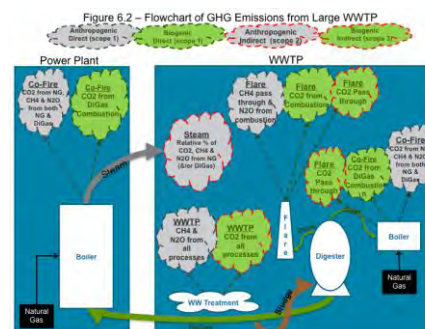 Figure 6.2 – Flowchart of GHG Emissions from Large WWTP
Anthropogenic
Direct (scope 1)
Biogenic
Direct (scope 1)
Anthropogenic
Indirect (scope 2)
Biogenic
Indirect (scope 2)
Power Plant
WWTP
Co-Fire
CO2 from NG,
CH4 & N2O
from both
NG &
DiGas
Co-Fire
CO2 from
DiGas
Combustion
Steam
Steam
Relative % of
CO2, CH4 &
N2O from NG
(&/or DiGas)
Flare
CH4 pass
through &
N2O from
combustion
Flare
CO2 from
Combustion
Flare
CO2 Pass
through
Flare
CO2
Pass
through
Co-Fire
CO2 from
DiGas
Combustio
n
Co-Fire
CO2 from NG,
CH4 & N2O
from both
NG &
DiGas
WWTP
CH4 &
N2O from
all
processes
WWTP
CO2 from
all
processes
Flare
Digester
Boiler
Boiler
Natural
Gas
Natural
Gas
WW Treatment